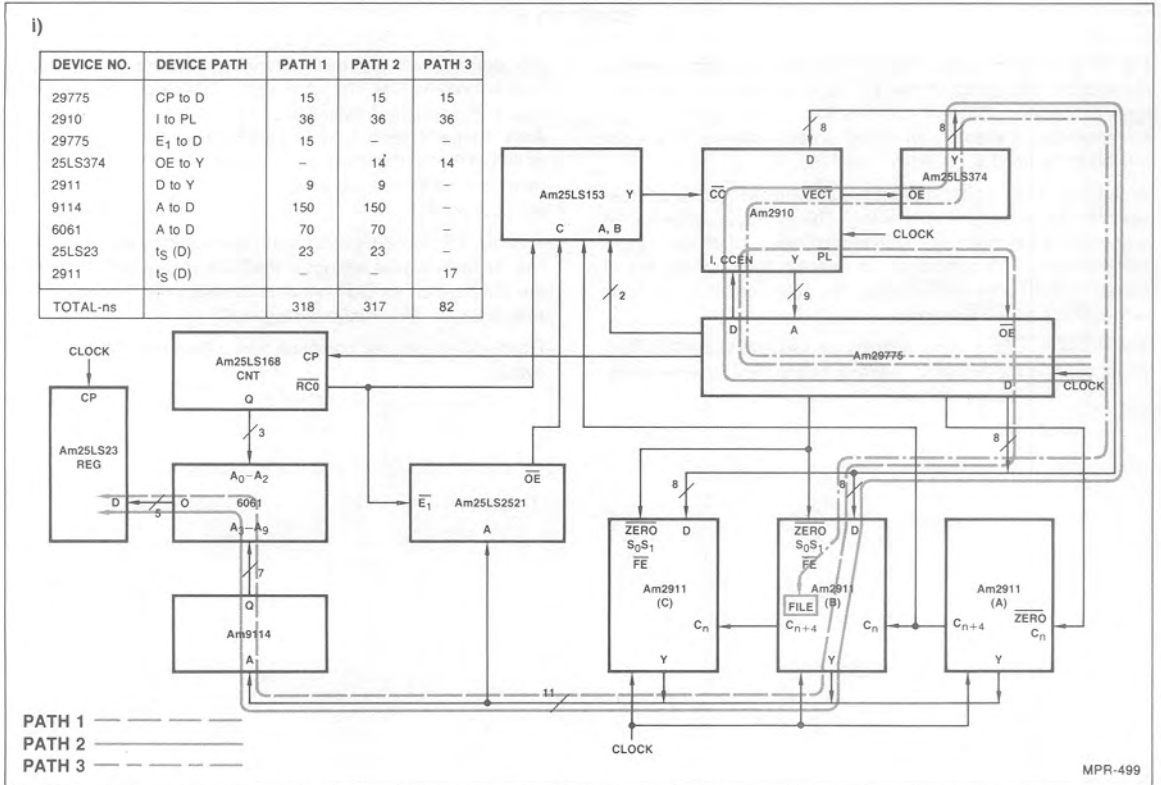 i)
DEVICE NO. DEVICE PATH PATH 1 PATH 2 PATH 3
29775 CP to D 15 15 15
2910 I to PL 36 36 36
29775 E1 to D 15 – –
25LS374 OE to Y – 14* 14
2911 D to Y 9 9 –
9114 A to D 150 150 –
6061 A to D 70 70 –
25LS23 tS (D) 23 23
2911 tS (D) – – 17
TOTAL-ns 318 317 82
8
D
8
Y
Am25LS374
Am25LS153 Y
CC VECT OE
Am2910
C A, B
CLOCK
I, CCEN Y PL
2
9
D A OE
Am29775
CLOCK
D
CLOCK
Am25LS168
CNT
CP
RC0
Q
CP
3
8
Am25LS23
REG
A0–A2
OE
D O 6061
5
E1 Am25LS2521
8
8
A3–A9
A
ZERO D
S0S1
FE
ZERO D
S0S1
FE
7
Am2911
(C)
Am2911
(B)
Am2911
(A)
Q
FILE
ZERO
Cn
Cn+4
Cn
Cn+4
Cn
Am9114
A
Y
Y
Y
11
PATH 1
PATH 2
PATH 3
CLOCK
MPR-499